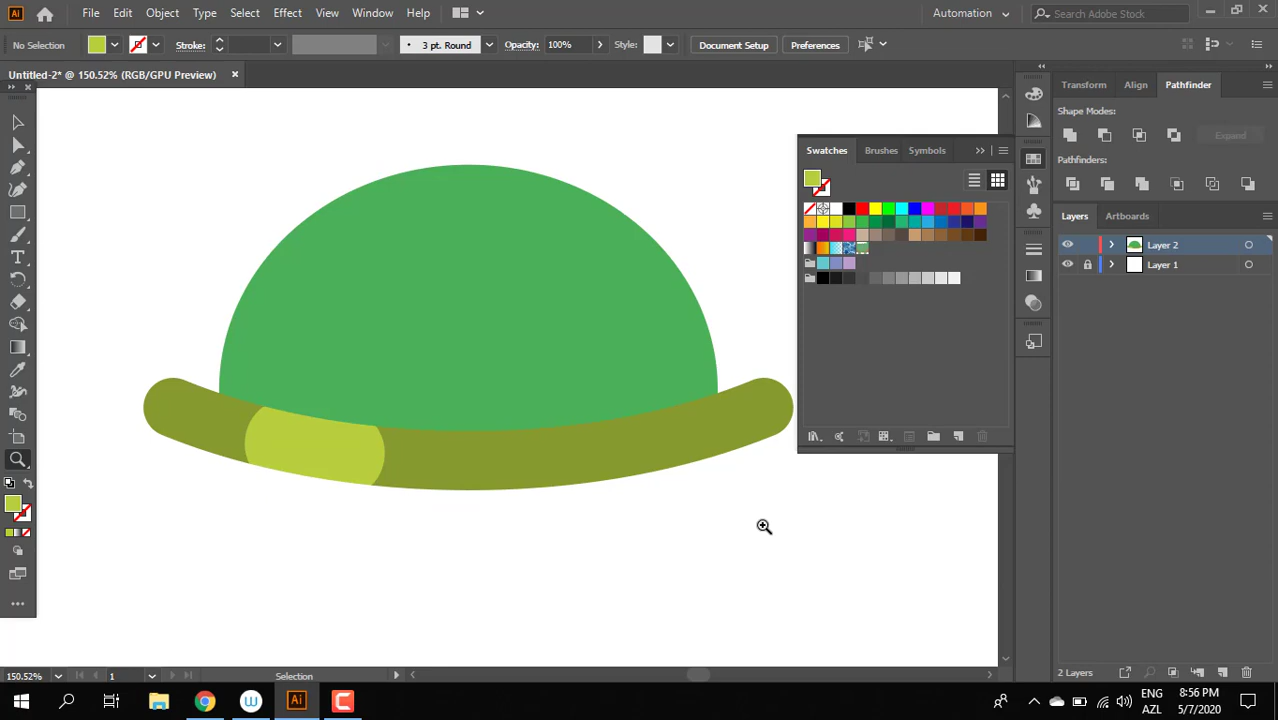 Ai File Edit Object Type Select Effect View Window Help Automation Search Adobe Stock
No Selection Stroke: 3 pt. Round Opacity: 100% Style: Document Setup Preferences
Untitled-2* @ 150.52% (RGB/GPU Preview)
Transform Align Pathfinder
Shape Modes:
Expand
Pathfinders:
Swatches Brushes Symbols
Layers Artboards
Layer 2
Layer 1
150.52% 1 Selection
2 Layers
Ai
ENG
AZL
8:56 PM
5/7/2020